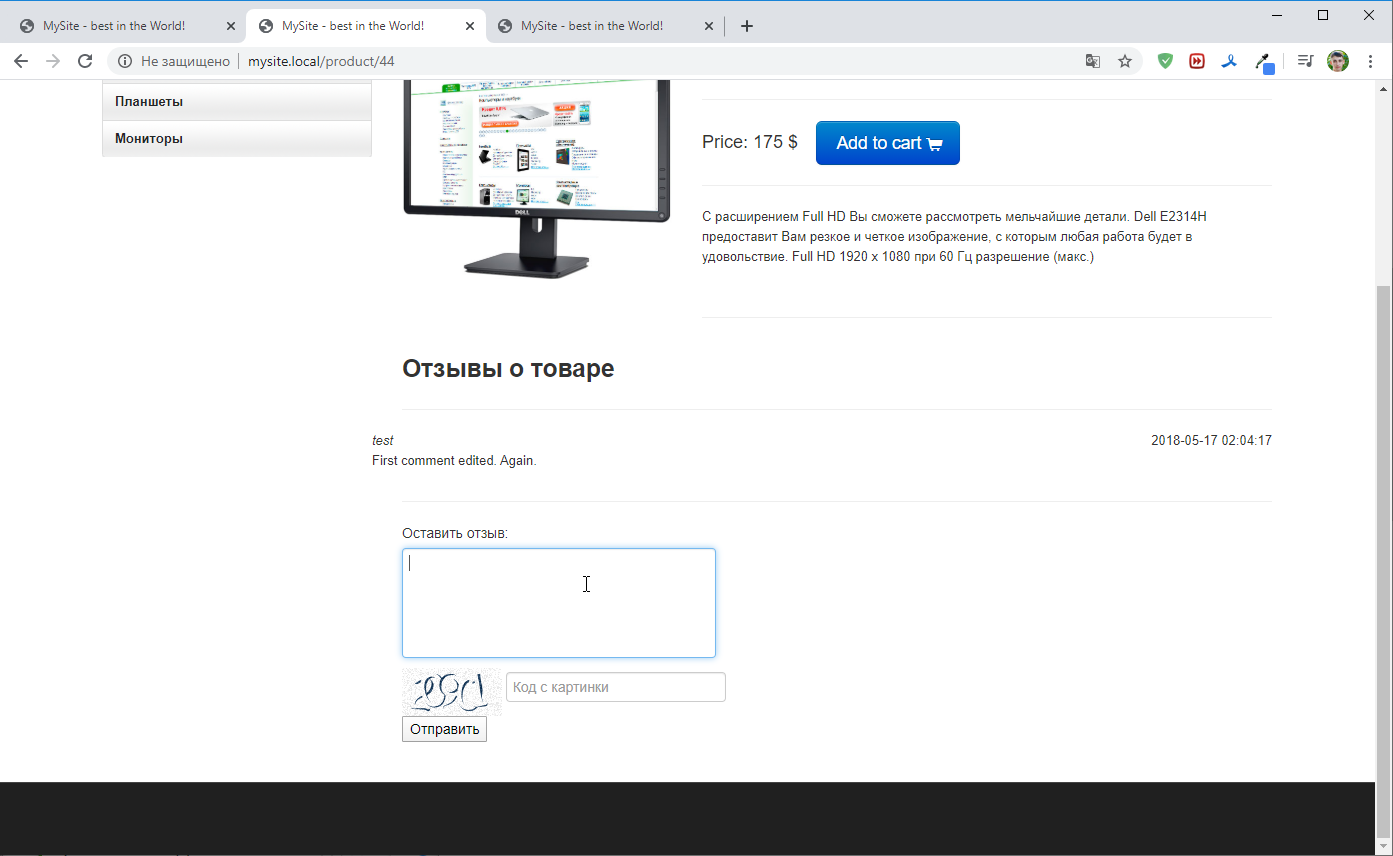 MySite - best in the World!
MySite - best in the World!
MySite - best in the World!
Не защищено
mysite.local/product/44
Планшеты
Мониторы
DELL
Price: 175 $
Add to cart
С расширением Full HD Вы сможете рассмотреть мельчайшие детали. Dell E2314H
предоставит Вам резкое и четкое изображение, с которым любая работа будет в
удовольствие. Full HD 1920 x 1080 при 60 Гц разрешение (макс.)
Отзывы о товаре
test
2018-05-17 02:04:17
First comment edited. Again.
Оставить отзыв:
Код с картинки
Отправить